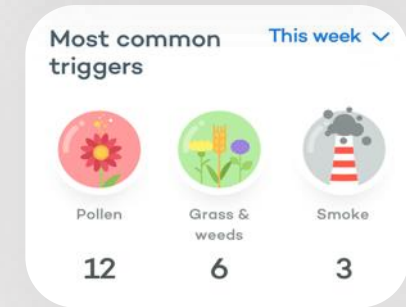 Most common
triggers
This week
Pollen
Grass &
weeds
Smoke
12
6
3